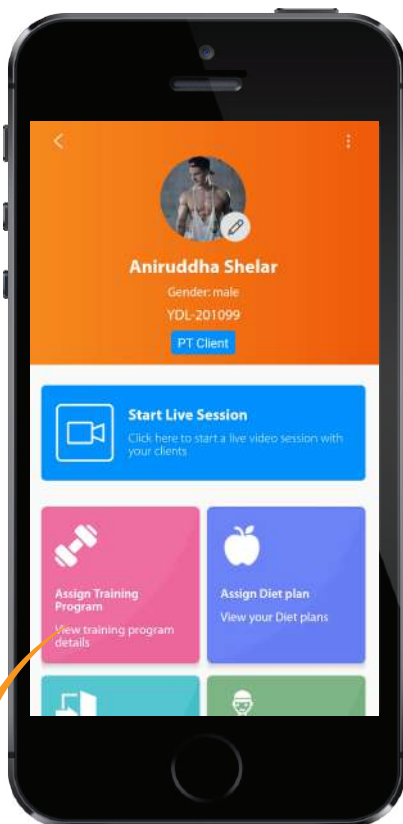 Aniruddha Shelar
Gender: male
YDL-201099
PT Client
Start Live Session
Click here to start a live video session with
your clients
Assign Training
Program
View training program
details
Assign Diet plan
View your Diet plans